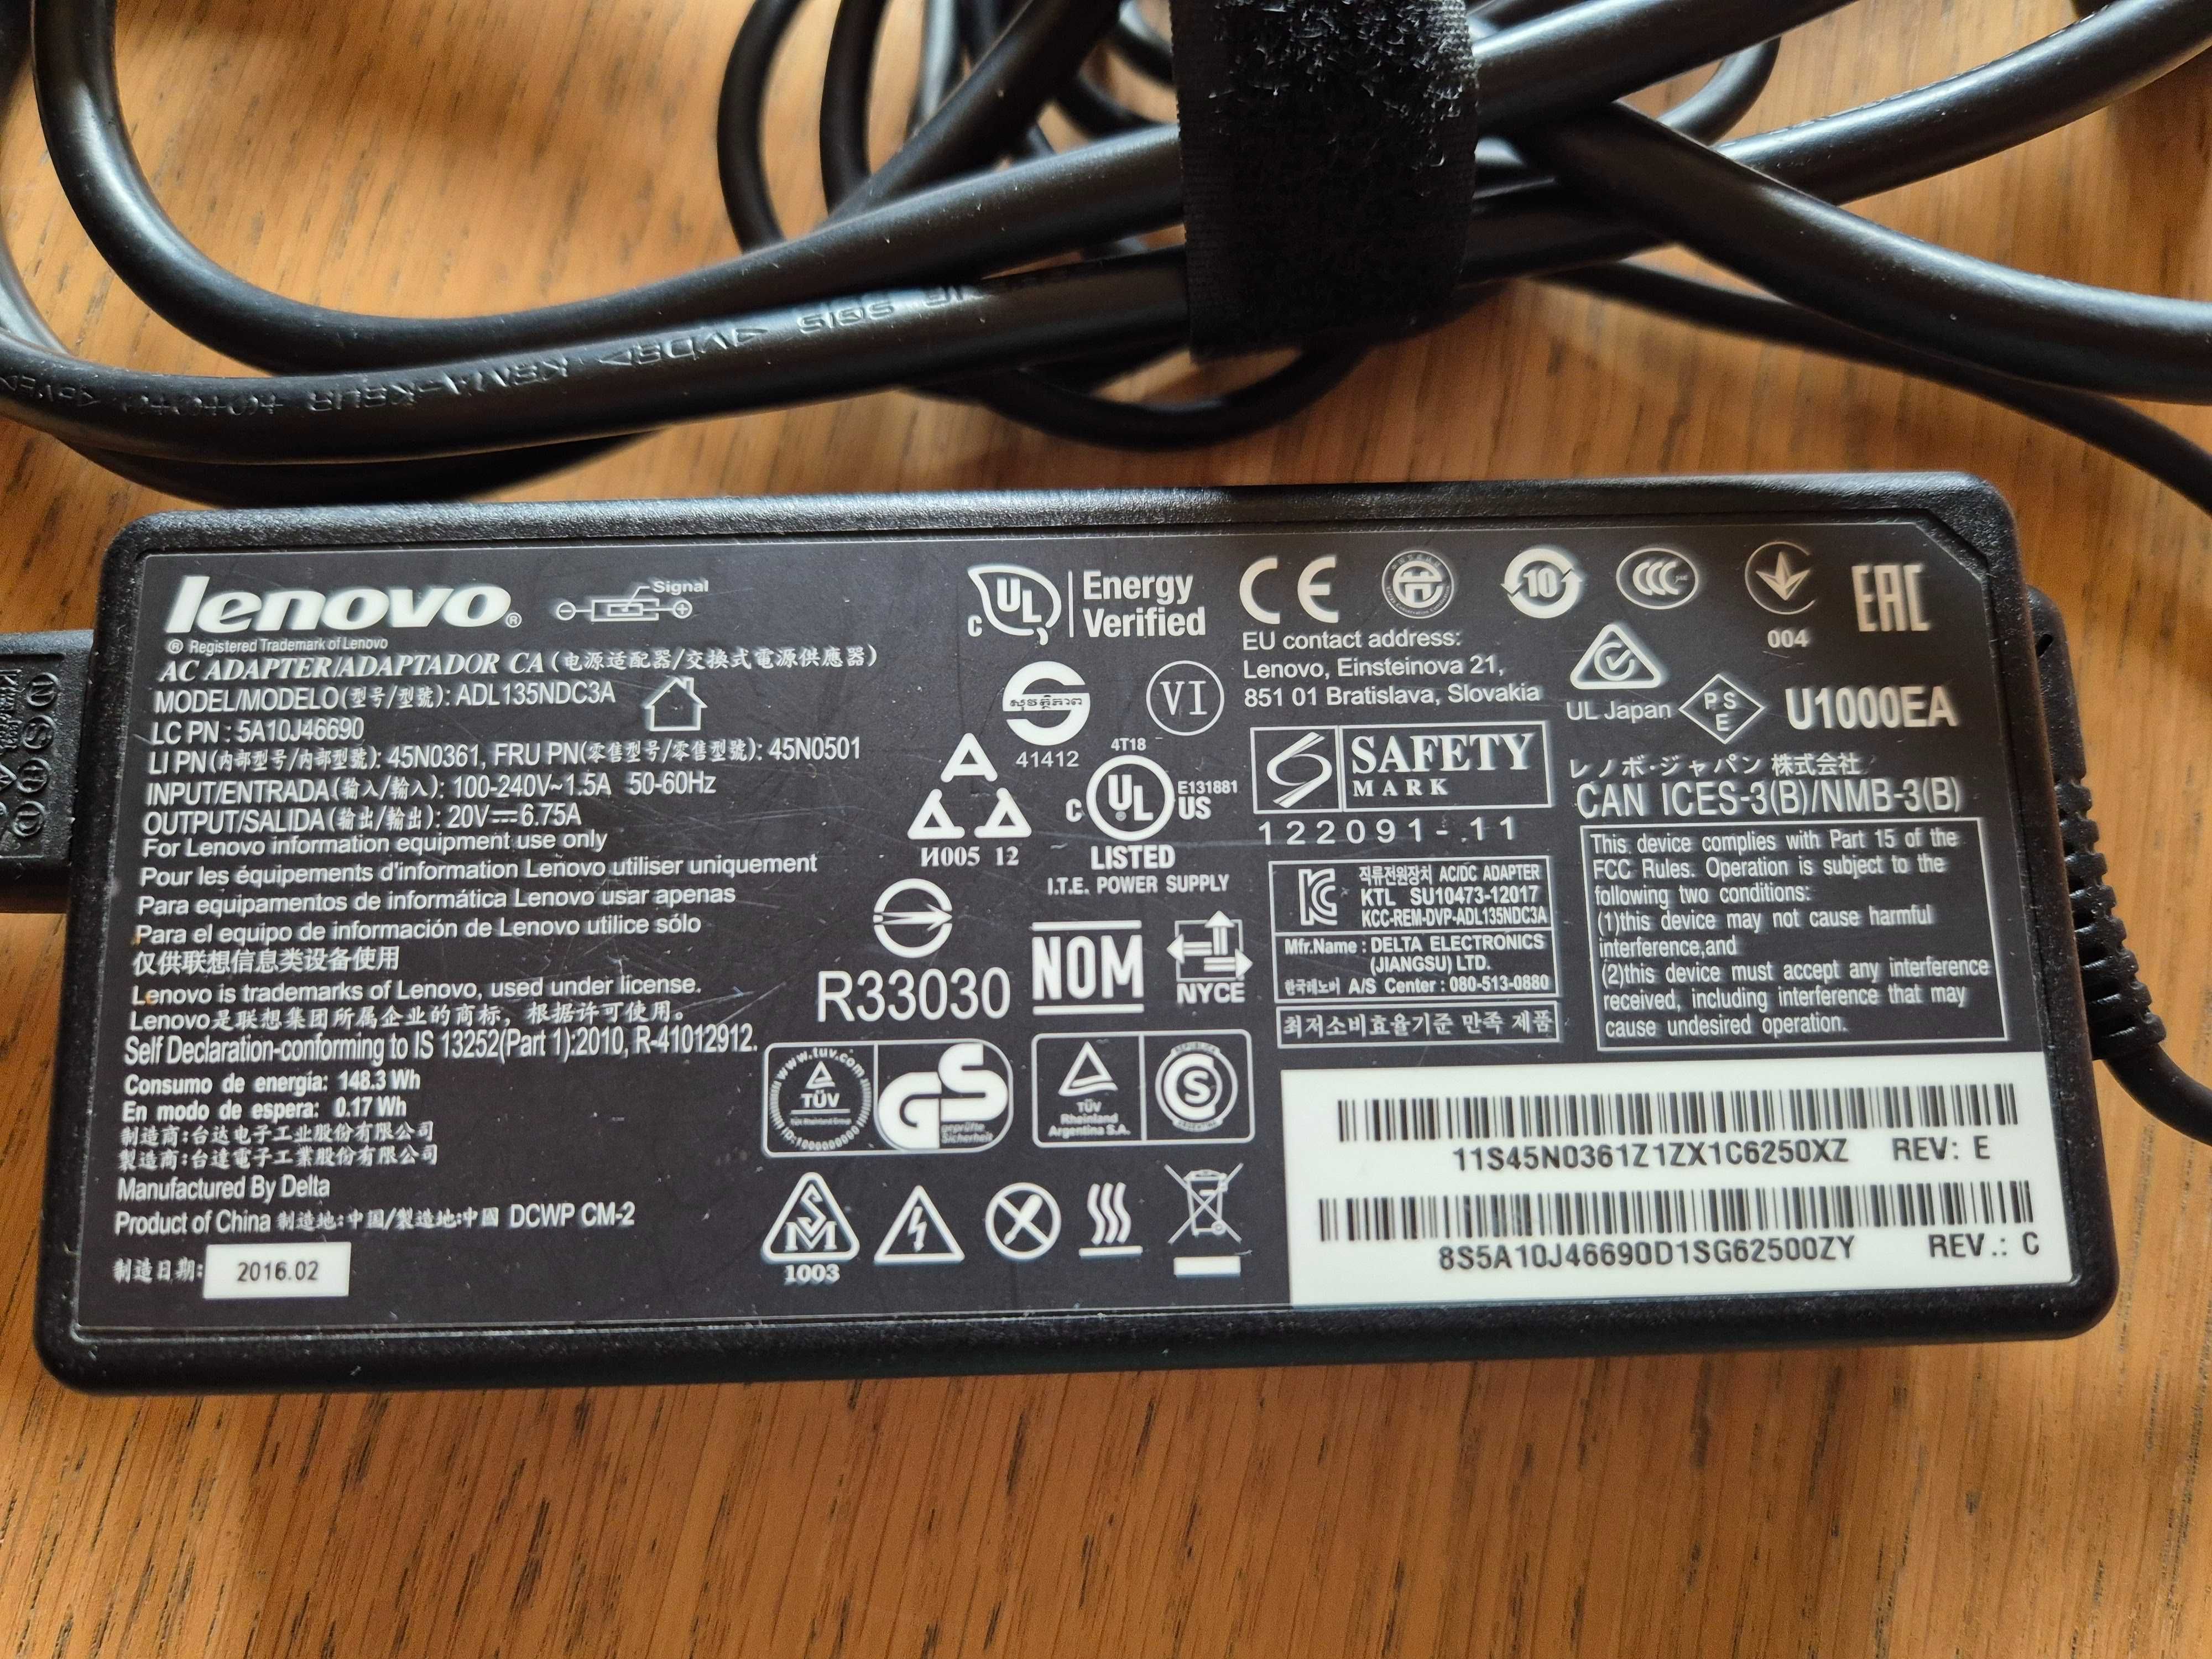 lenovo®
Signal
® Registered Trademark of Lenovo
AC ADAPTER/ADAPTADOR CA (电源适配器/交換式電源供應器)
MODEL/MODELO(型号/型號): ADL135NDC3A
LC PN : 5A10J46690
LI PN(内部型号/内部型號): 45N0361, FRU PN(零售型号/零售型號): 45N0501
INPUT/ENTRADA(输入/輸入): 100-240V~1.5A 50-60Hz
OUTPUT/SALIDA(输出/輸出): 20V⎓6.75A
For Lenovo information equipment use only
Pour les équipements d'information Lenovo utiliser uniquement
Para equipamentos de informática Lenovo usar apenas
Para el equipo de información de Lenovo utilice sólo
仅供联想信息类设备使用
Lenovo is trademarks of Lenovo, used under license.
Lenovo是联想集团所属企业的商标，根据许可使用。
Self Declaration-conforming to IS 13252(Part 1):2010, R-41012912.
Consumo de energía: 148.3 Wh
En modo de espera: 0.17 Wh
制造商:台达电子工业股份有限公司
製造商:台達電子工業股份有限公司
Manufactured By Delta
Product of China 制造地:中国/製造地:中國 DCWP CM-2
制造日期: 2016.02
c UL Energy
Verified
41412
VI
И005 12
4T18
c UL US
E131881
LISTED
I.T.E. POWER SUPPLY
R33030
NOM
NYCE
www.tuv.com
TÜV
TÜV Rheinland Group
ID:1000000000
GS
geprüfte
Sicherheit
TÜV
Rheinland
Argentina S.A.
S
1003
CE
10
CCC
004
EAC
EU contact address:
Lenovo, Einsteinova 21,
851 01 Bratislava, Slovakia
UL Japan
PS
E
U1000EA
SAFETY
MARK
122091-11
レノボ・ジャパン 株式会社
CAN ICES-3(B)/NMB-3(B)
직류전원장치 AC/DC ADAPTER
KTL SU10473-12017
KCC-REM-DVP-ADL135NDC3A
Mfr.Name : DELTA ELECTRONICS
(JIANGSU) LTD.
한국레노버 A/S Center : 080-513-0880
최저소비효율기준 만족 제품
This device complies with Part 15 of the
FCC Rules. Operation is subject to the
following two conditions:
(1)this device may not cause harmful
interference,and
(2)this device must accept any interference
received, including interference that may
cause undesired operation.
11S45N0361Z1ZX1C6250XZ REV: E
8S5A10J46690D1SG62500ZY REV.: C